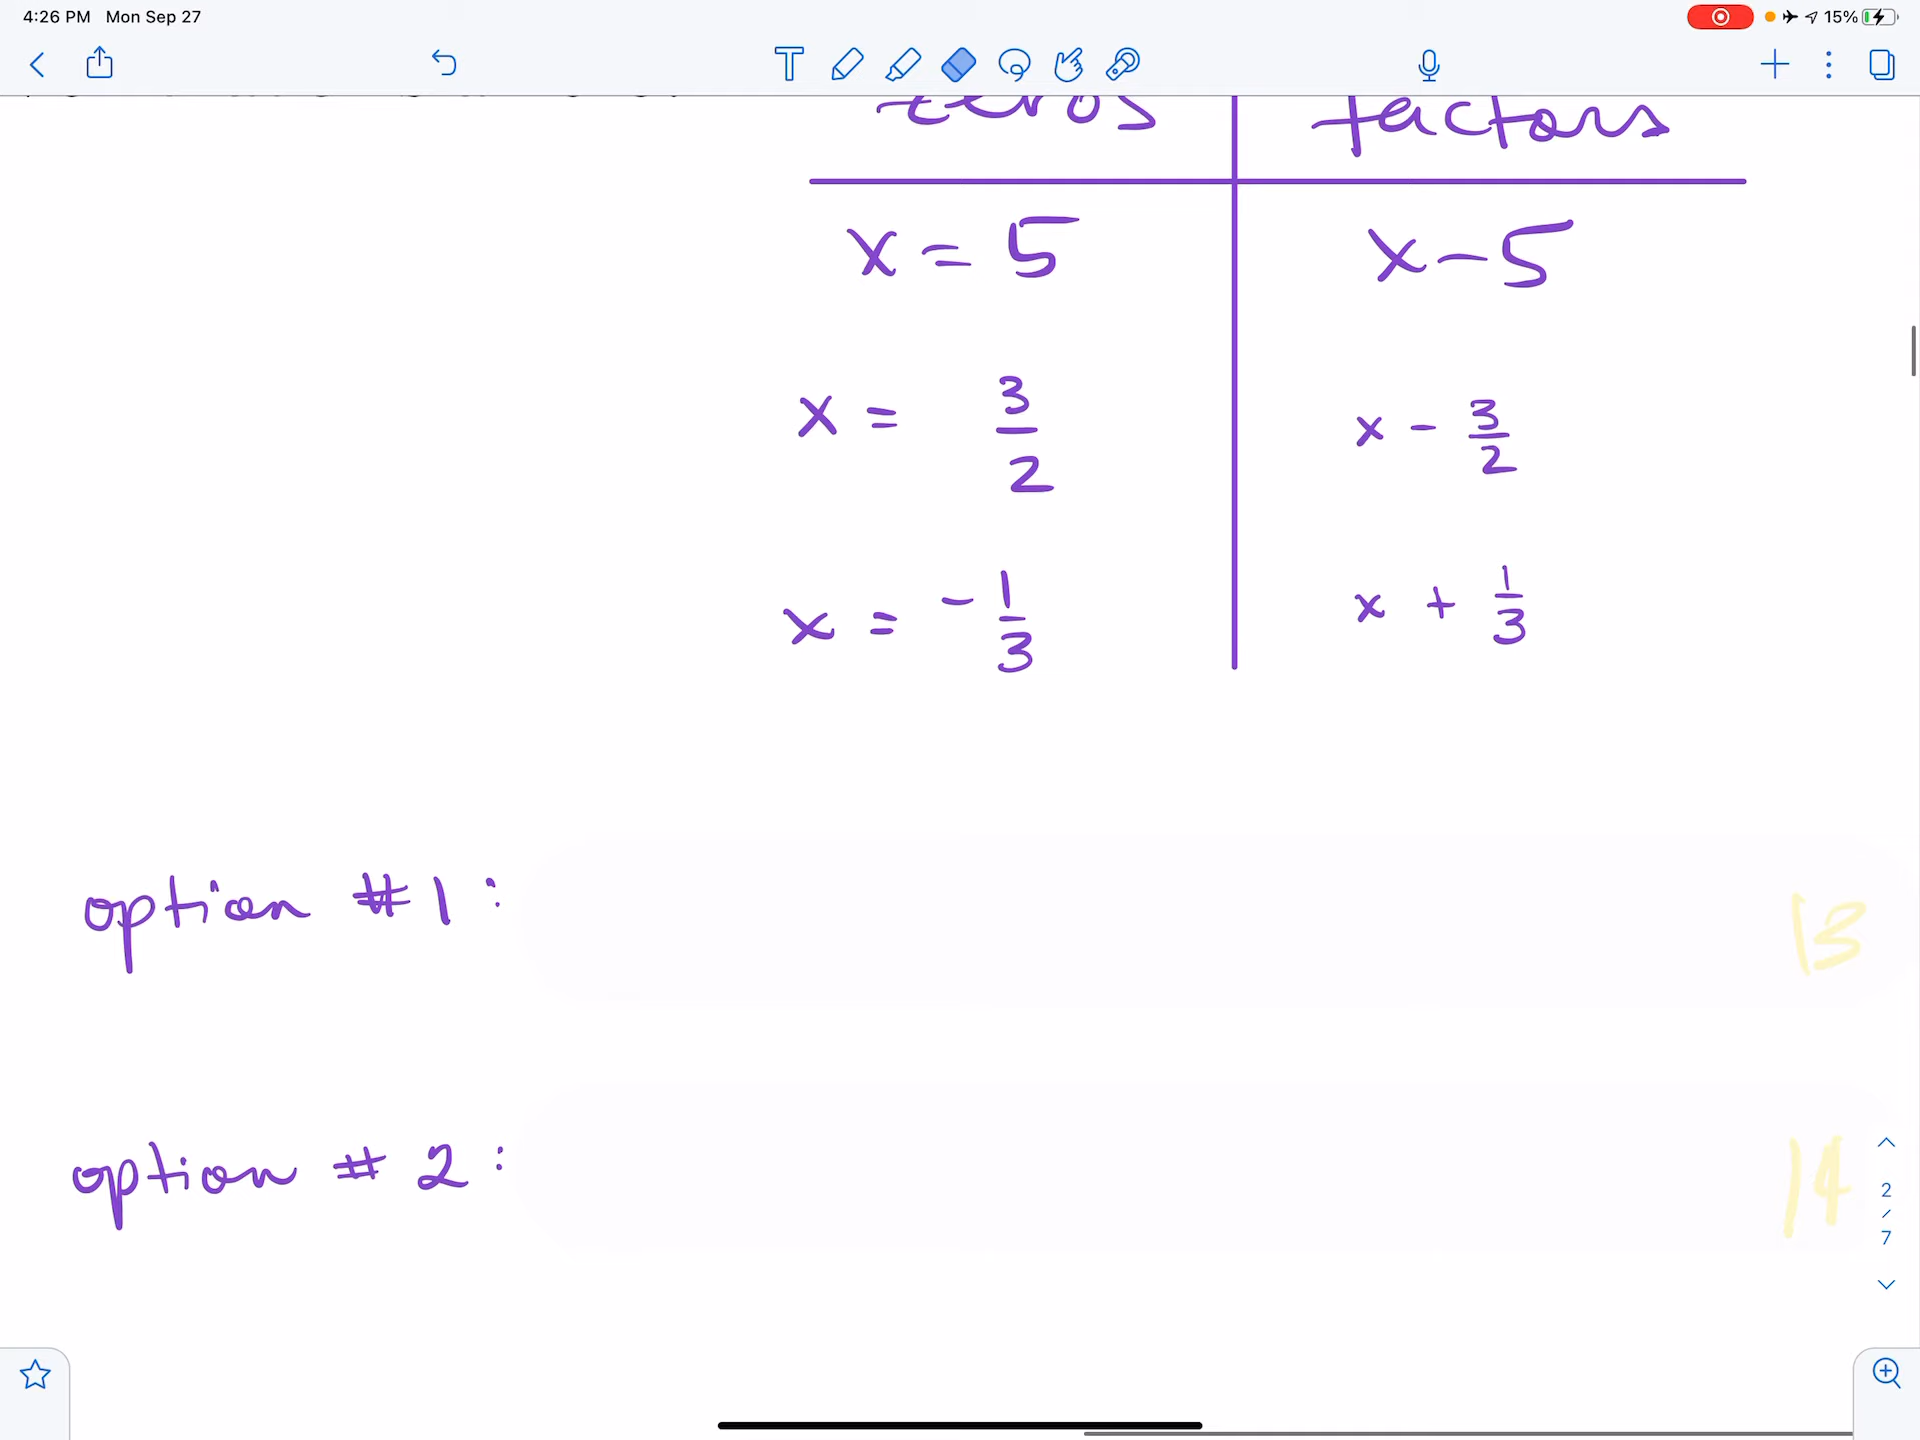 4:26 PM Mon Sep 27
15%
T
zeros factors
x = 5 x - 5
x = 3/2 x - 3/2
x = -1/3 x + 1/3
option #1: 13
option # 2: 14
2
/
7